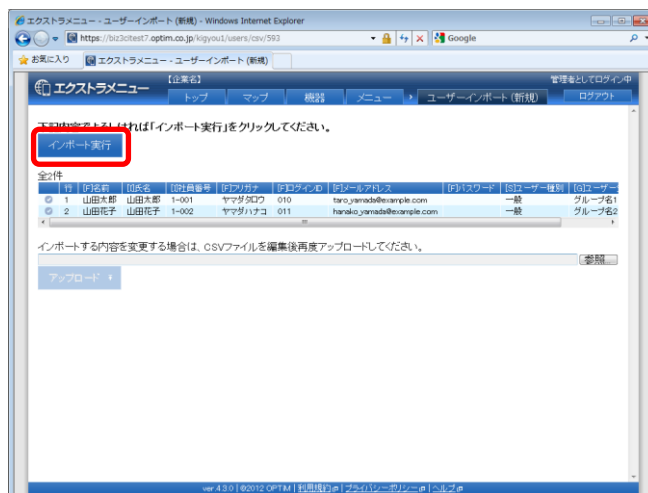 エクストラメニュー - ユーザーインポート (新規) - Windows Internet Explorer
https://biz3citest7.optim.co.jp/kigyou1/users/csv/593
Google
お気に入り
エクストラメニュー - ユーザーインポート (新規)
エクストラメニュー
【企業名】
管理者としてログイン中
トップ
マップ
機器
メニュー
ユーザーインポート (新規)
ログアウト
下記内容でよろしければ「インポート実行」をクリックしてください。
インポート実行
全2件
行 [F]名前 [I]氏名 [I]社員番号 [F]フリガナ [F]ログインID [F]メールアドレス [F]パスワード [S]ユーザー種別 [G]ユーザー
1 山田太郎 山田太郎 1-001 ヤマダタロウ 010 taro_yamada@example.com 一般 グループ名1
2 山田花子 山田花子 1-002 ヤマダハナコ 011 hanako_yamada@example.com 一般 グループ名2
インポートする内容を変更する場合は、CSVファイルを編集後再度アップロードしてください。
参照...
アップロード
ver.4.3.0 | ©2012 OPTiM | 利用規約 | プライバシーポリシー | ヘルプ